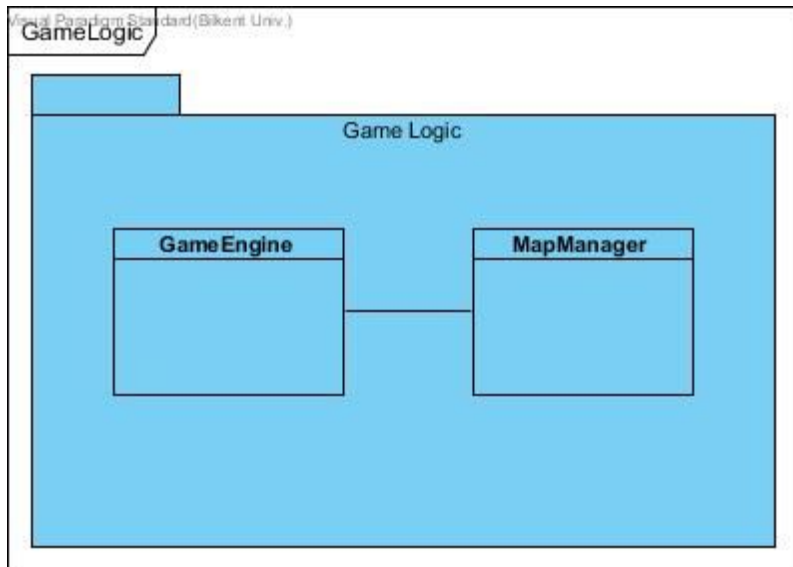 Visual Paradigm Standard(Bilkent Univ.)
GameLogic
Game Logic
GameEngine
MapManager